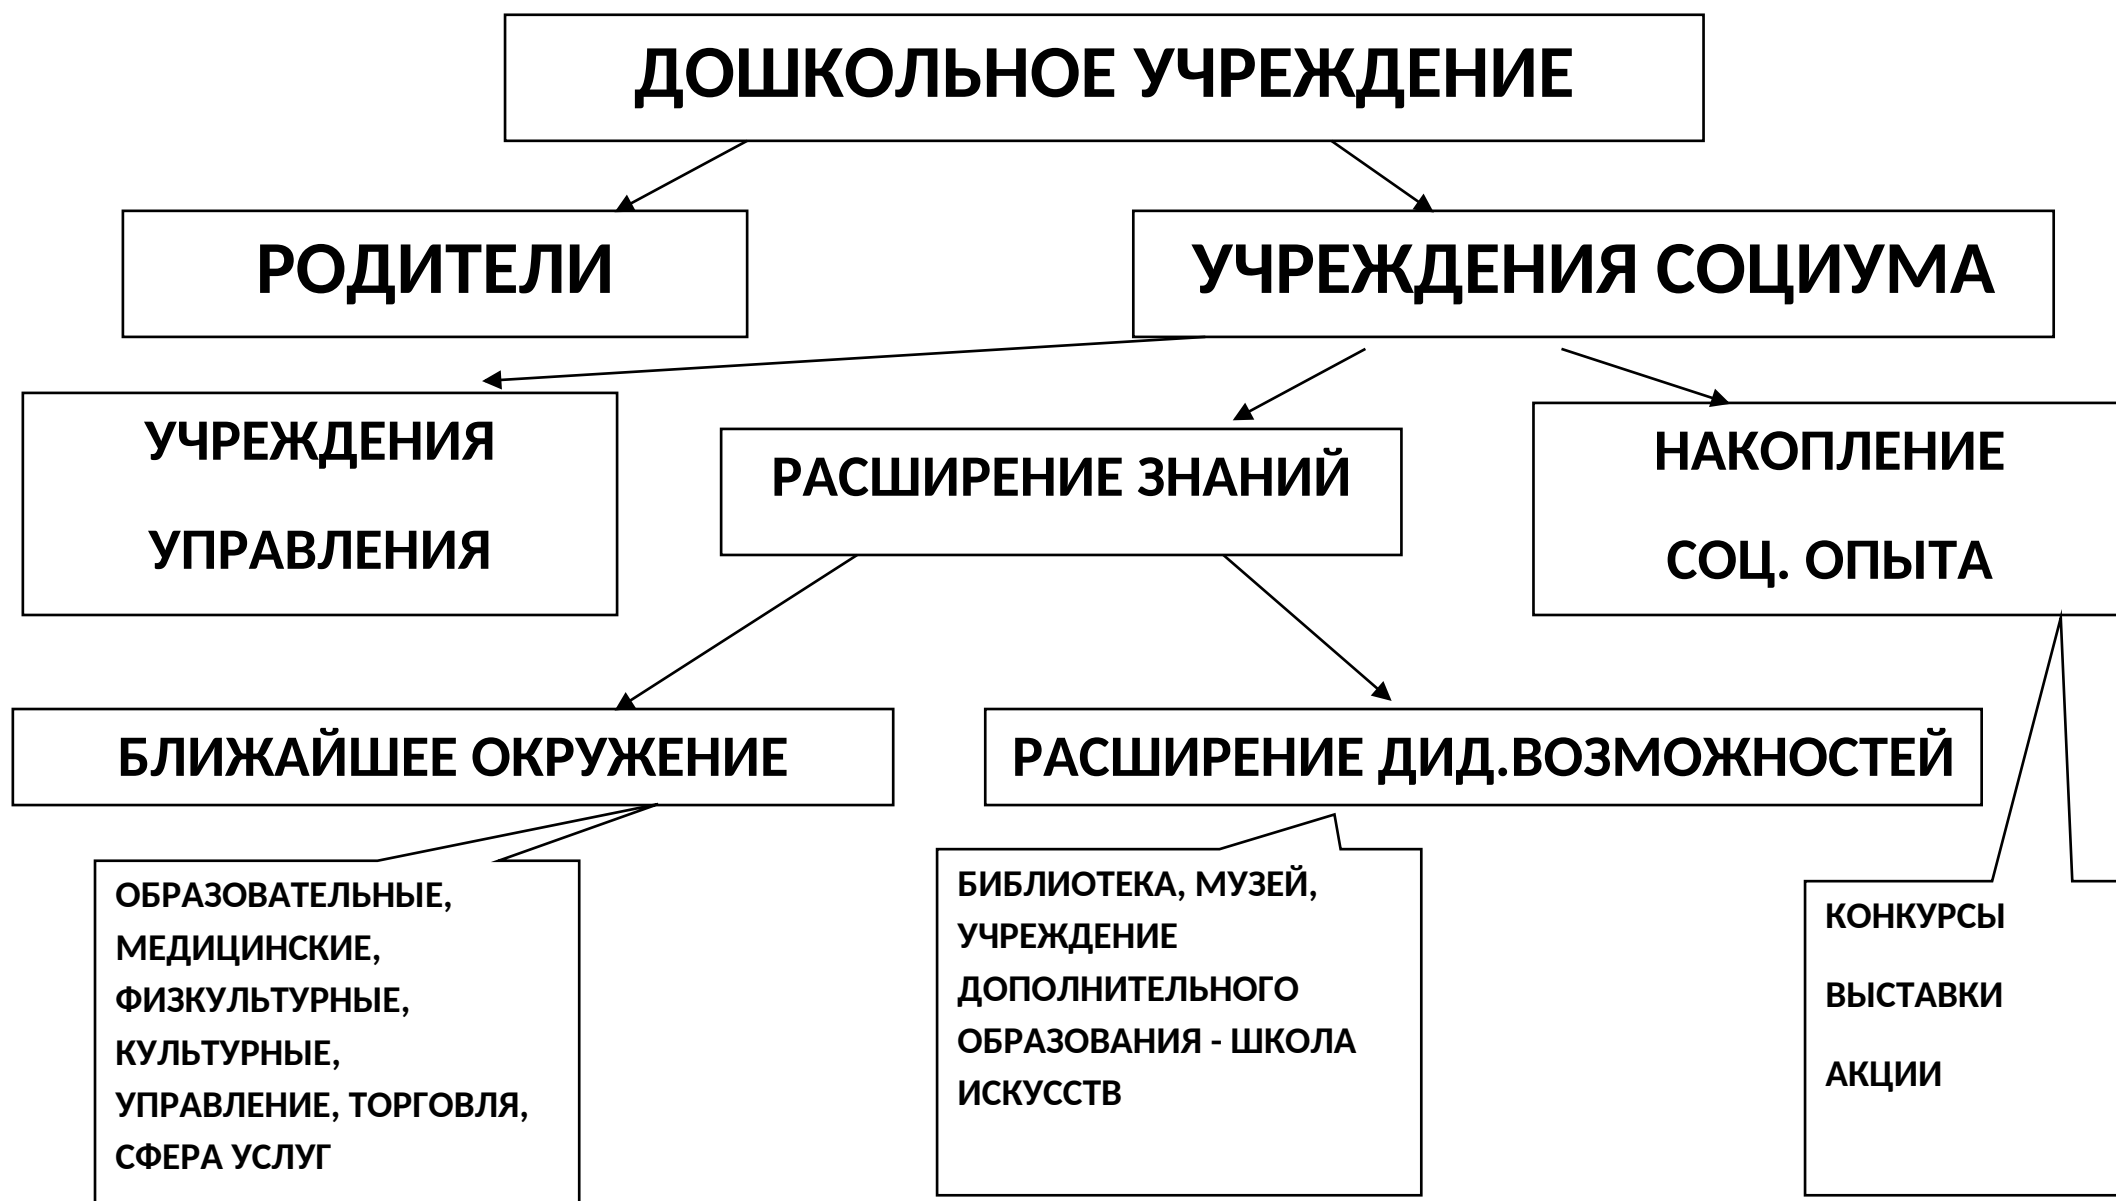 ДОШКОЛЬНОЕ УЧРЕЖДЕНИЕ
РОДИТЕЛИ
УЧРЕЖДЕНИЯ СОЦИУМА
УЧРЕЖДЕНИЯ
УПРАВЛЕНИЯ
РАСШИРЕНИЕ ЗНАНИЙ
НАКОПЛЕНИЕ
СОЦ. ОПЫТА
БЛИЖАЙШЕЕ ОКРУЖЕНИЕ
РАСШИРЕНИЕ ДИД.ВОЗМОЖНОСТЕЙ
ОБРАЗОВАТЕЛЬНЫЕ,
МЕДИЦИНСКИЕ,
ФИЗКУЛЬТУРНЫЕ,
КУЛЬТУРНЫЕ,
УПРАВЛЕНИЕ, ТОРГОВЛЯ,
СФЕРА УСЛУГ
БИБЛИОТЕКА, МУЗЕЙ,
УЧРЕЖДЕНИЕ
ДОПОЛНИТЕЛЬНОГО
ОБРАЗОВАНИЯ - ШКОЛА
ИСКУССТВ
КОНКУРСЫ
ВЫСТАВКИ
АКЦИИ